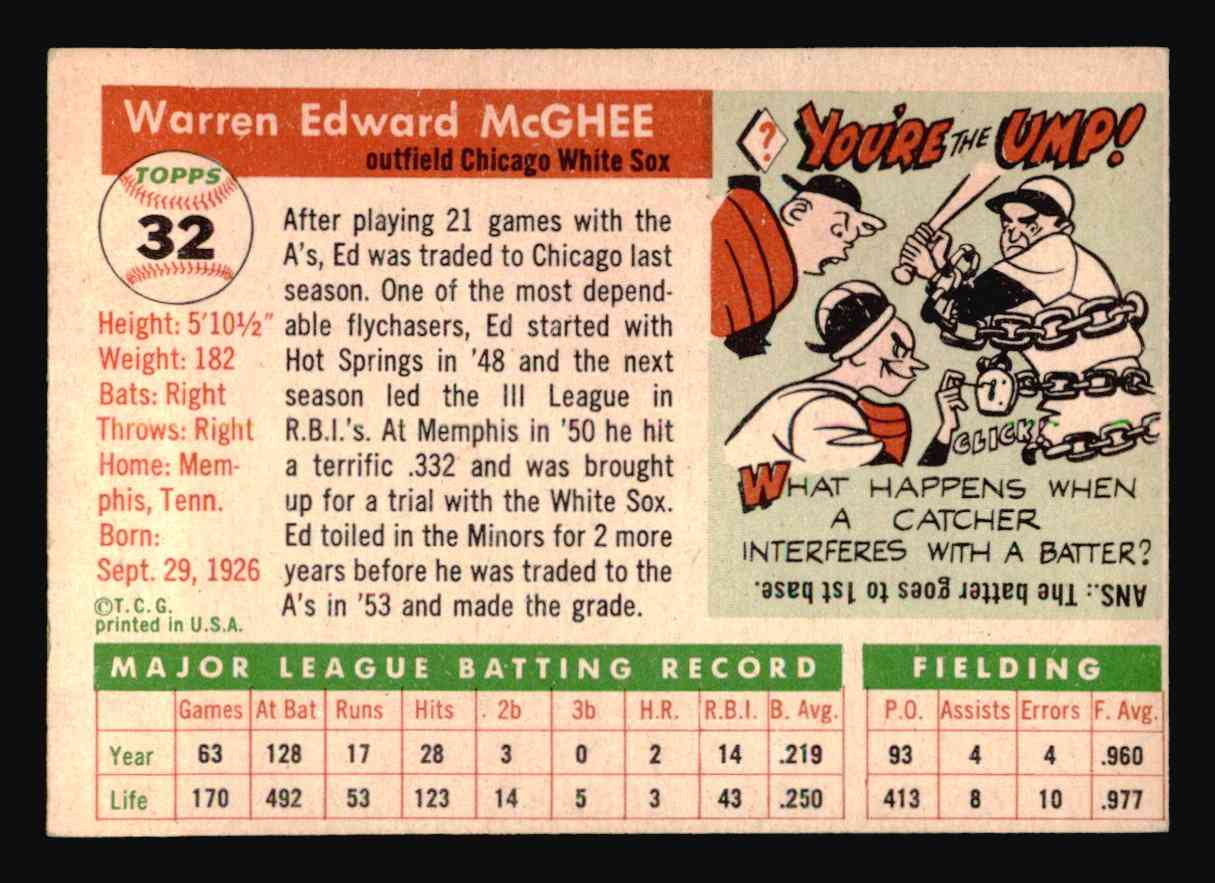 Warren Edward McGHEE
outfield Chicago White Sox
TOPPS
32
Height: 5'10½"
Weight: 182
Bats: Right
Throws: Right
Home: Mem-
phis, Tenn.
Born:
Sept. 29, 1926
©T.C.G.
printed in U.S.A.
After playing 21 games with the
A's, Ed was traded to Chicago last
season. One of the most depend-
able flychasers, Ed started with
Hot Springs in '48 and the next
season led the III League in
R.B.I.'s. At Memphis in '50 he hit
a terrific .332 and was brought
up for a trial with the White Sox.
Ed toiled in the Minors for 2 more
years before he was traded to the
A's in '53 and made the grade.
? YOU'RE THE UMP!
CLICK!
WHAT HAPPENS WHEN
A CATCHER
INTERFERES WITH A BATTER?
ANS.: The batter goes to 1st base.
MAJOR LEAGUE BATTING RECORD
Games At Bat Runs Hits 2b 3b H.R. R.B.I. B. Avg.
Year 63 128 17 28 3 0 2 14 .219
Life 170 492 53 123 14 5 3 43 .250
FIELDING
P.O. Assists Errors F. Avg.
93 4 4 .960
413 8 10 .977